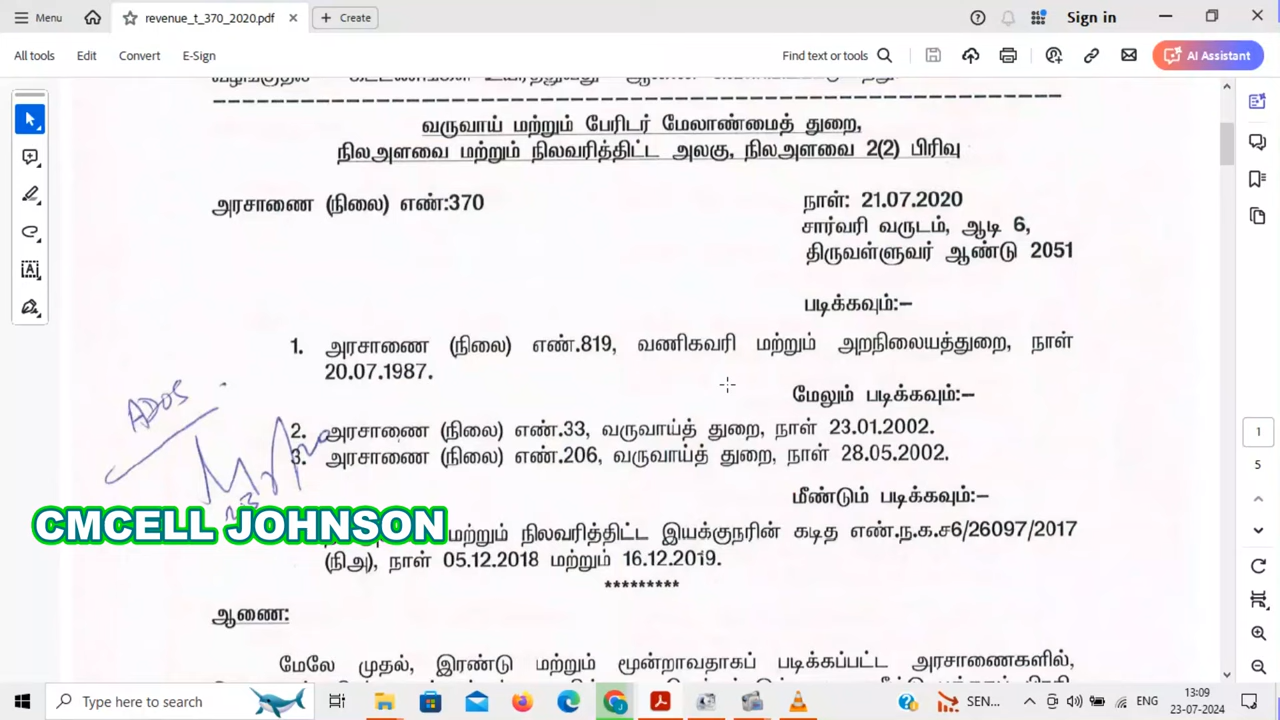 Menu
revenue_t_370_2020.pdf
Create
Sign in
All tools
Edit
Convert
E-Sign
Find text or tools
AI Assistant
வருவாய் மற்றும் பேரிடர் மேலாண்மைத் துறை,
நிலஅளவை மற்றும் நிலவரித்திட்ட அலகு, நிலஅளவை 2(2) பிரிவு
அரசாணை (நிலை) எண்:370
நாள்: 21.07.2020
சார்வரி வருடம், ஆடி 6,
திருவள்ளுவர் ஆண்டு 2051
படிக்கவும்:–
1. அரசாணை (நிலை) எண்.819, வணிகவரி மற்றும் அறநிலையத்துறை, நாள்
20.07.1987.
மேலும் படிக்கவும்:–
ADOS
2. அரசாணை (நிலை) எண்.33, வருவாய்த் துறை, நாள் 23.01.2002.
3. அரசாணை (நிலை) எண்.206, வருவாய்த் துறை, நாள் 28.05.2002.
மீண்டும் படிக்கவும்:–
CMCELL JOHNSON
மற்றும் நிலவரித்திட்ட இயக்குநரின் கடித எண்.ந.க.ச6/26097/2017
(நிஅ), நாள் 05.12.2018 மற்றும் 16.12.2019.
*********
ஆணை:
மேலே முதல், இரண்டு மற்றும் மூன்றாவதாகப் படிக்கப்பட்ட அரசாணைகளில்,
1
5
Type here to search
SEN...
ENG
13:09
23-07-2024